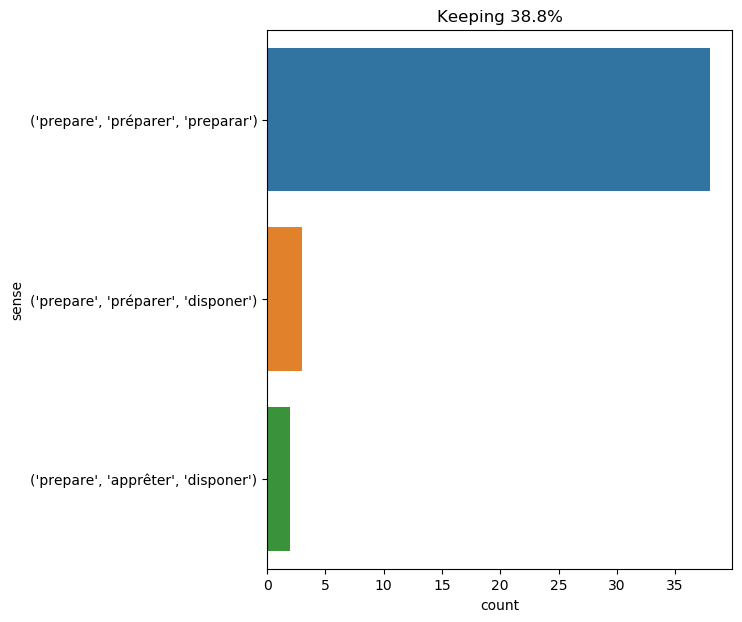 Keeping 38.8%
('prepare', 'préparer', 'preparar')
('prepare', 'préparer', 'disponer')
('prepare', 'apprêter', 'disponer')
sense
0 5 10 15 20 25 30 35
count